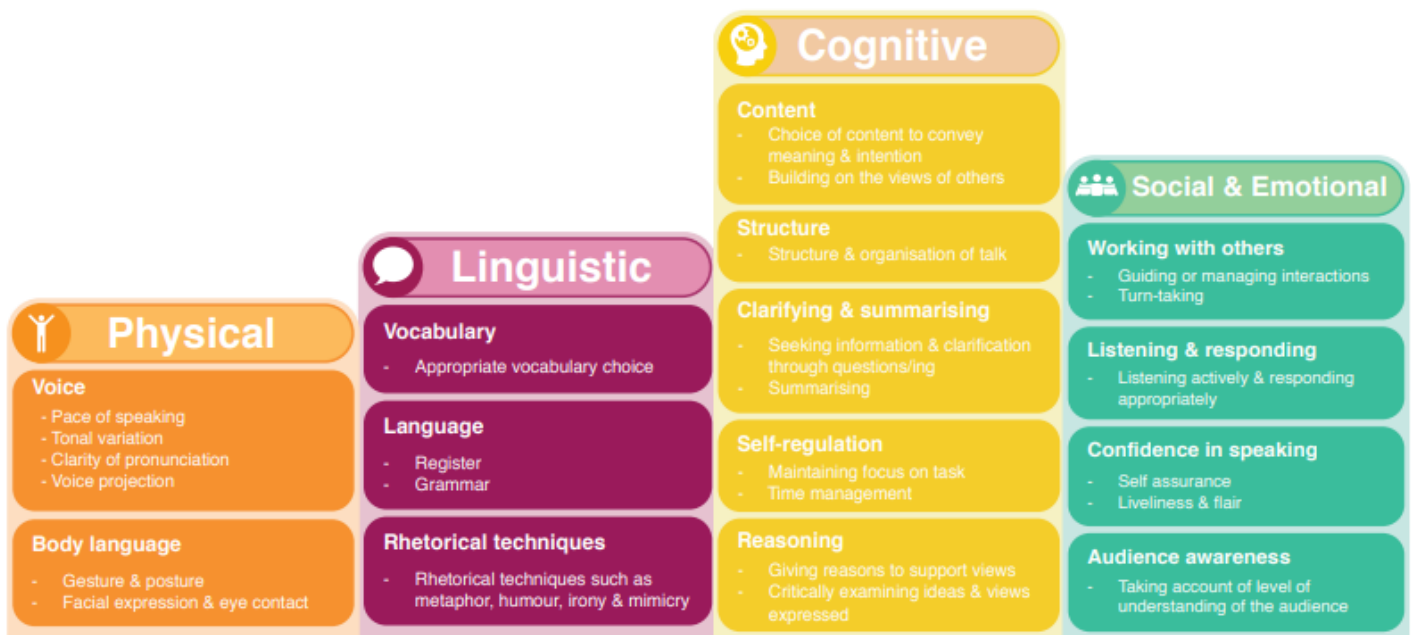 Physical
Voice
- Pace of speaking
- Tonal variation
- Clarity of pronunciation
- Voice projection
Body language
- Gesture & posture
- Facial expression & eye contact
Linguistic
Vocabulary
- Appropriate vocabulary choice
Language
- Register
- Grammar
Rhetorical techniques
- Rhetorical techniques such as
metaphor, humour, irony & mimicry
Cognitive
Content
- Choice of content to convey
meaning & intention
- Building on the views of others
Structure
- Structure & organisation of talk
Clarifying & summarising
- Seeking information & clarification
through questions/ing
- Summarising
Self-regulation
- Maintaining focus on task
- Time management
Reasoning
- Giving reasons to support views
- Critically examining ideas & views
expressed
Social & Emotional
Working with others
- Guiding or managing interactions
- Turn-taking
Listening & responding
- Listening actively & responding
appropriately
Confidence in speaking
- Self assurance
- Liveliness & flair
Audience awareness
- Taking account of level of
understanding of the audience